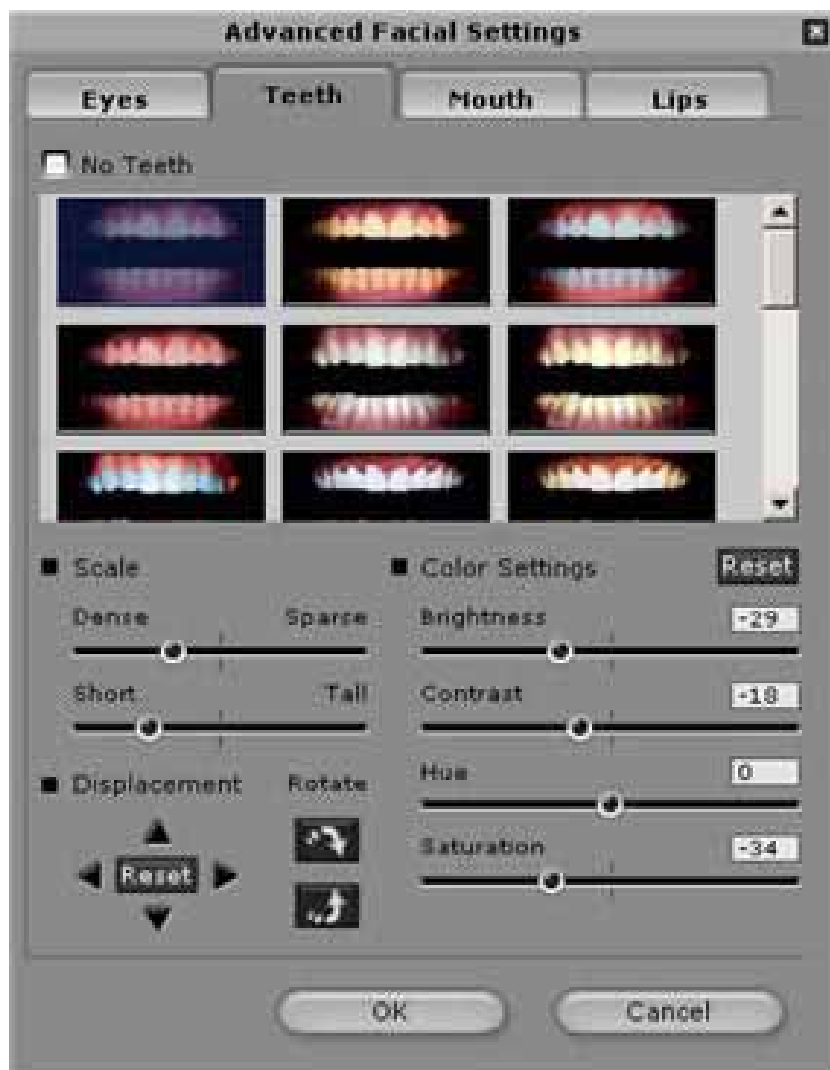 Advanced Facial Settings
Eyes Teeth Mouth Lips
No Teeth
Scale
Dense Sparse
Short Tall
Displacement Rotate
Reset
Color Settings Reset
Brightness -29
Contrast -18
Hue 0
Saturation -34
OK Cancel